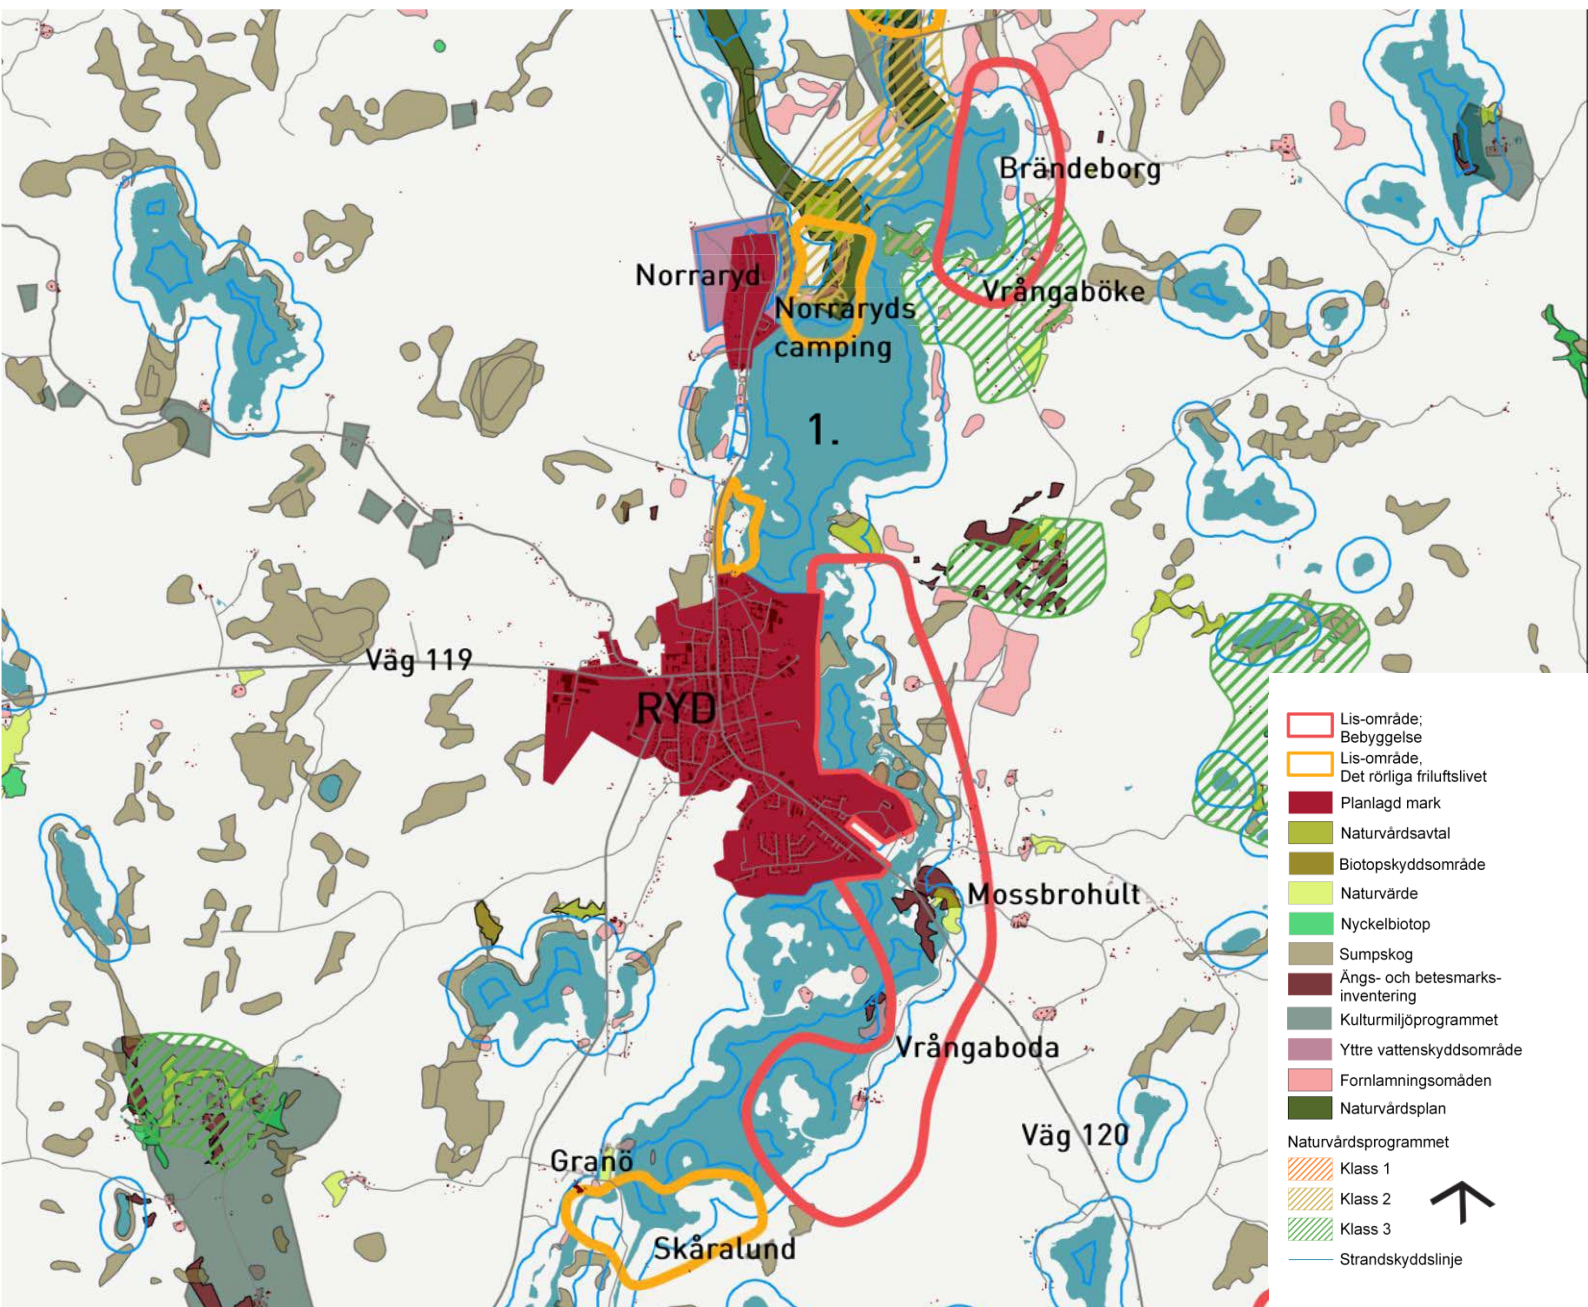 Brändeborg
Norraryd
Vrångaböke
Norraryds
camping
1.
Väg 119
RYD
Mossbrohult
Vrångaboda
Väg 120
Granö
Skåralund
Lis-område;
Bebyggelse
Lis-område,
Det rörliga friluftslivet
Planlagd mark
Naturvårdsavtal
Biotopskyddsområde
Naturvärde
Nyckelbiotop
Sumpskog
Ängs- och betesmarks-
inventering
Kulturmiljöprogrammet
Yttre vattenskyddsområde
Fornlamningsomåden
Naturvårdsplan
Naturvårdsprogrammet
Klass 1
Klass 2
Klass 3
Strandskyddslinje